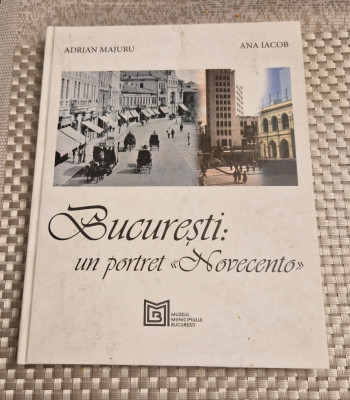 ADRIAN MAJURU
ANA IACOB
București:
un portret «Novecento»
MUZEUL
MUNICIPIULUI
BUCUREȘTI